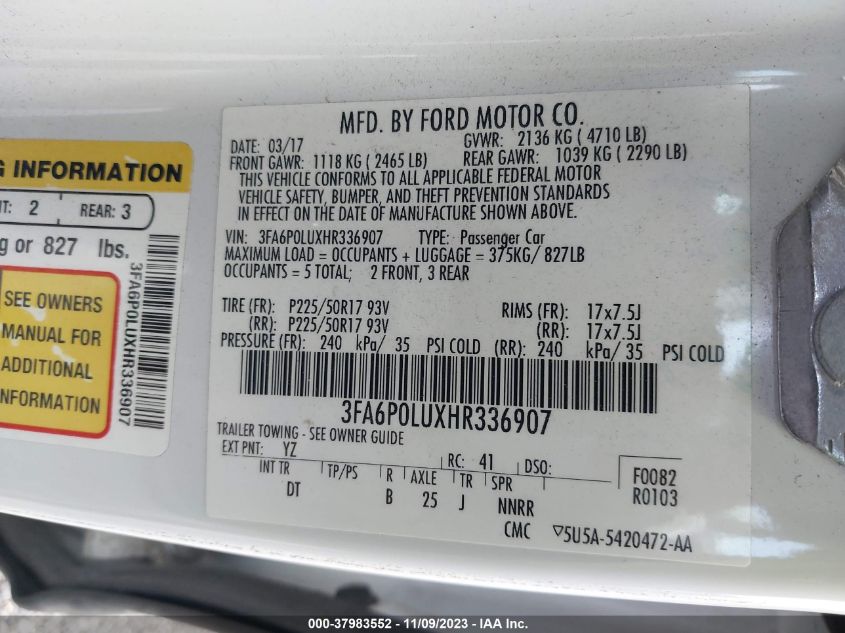 MFD. BY FORD MOTOR CO.
DATE: 03/17 GVWR: 2136 KG ( 4710 LB)
FRONT GAWR: 1118 KG ( 2465 LB) REAR GAWR: 1039 KG ( 2290 LB)
THIS VEHICLE CONFORMS TO ALL APPLICABLE FEDERAL MOTOR
VEHICLE SAFETY, BUMPER, AND THEFT PREVENTION STANDARDS
IN EFFECT ON THE DATE OF MANUFACTURE SHOWN ABOVE.
VIN: 3FA6P0LUXHR336907 TYPE: Passenger Car
MAXIMUM LOAD = OCCUPANTS + LUGGAGE = 375KG/ 827LB
OCCUPANTS = 5 TOTAL; 2 FRONT, 3 REAR
TIRE (FR): P225/50R17 93V RIMS (FR): 17x7.5J
(RR): P225/50R17 93V (RR): 17x7.5J
PRESSURE (FR): 240 kPa/ 35 PSI COLD (RR): 240 kPa/ 35 PSI COLD
3FA6P0LUXHR336907
TRAILER TOWING - SEE OWNER GUIDE
EXT PNT: YZ RC: 41 DSO:
INT TR TP/PS R AXLE TR SPR
DT B 25 J NNRR
F0082
R0103
CMC ▽5U5A-5420472-AA
G INFORMATION
T: 2 REAR: 3
g or 827 lbs.
SEE OWNERS
MANUAL FOR
ADDITIONAL
NFORMATION
3FA6P0LUXHR336907
000-37983552 - 11/09/2023 - IAAI.com